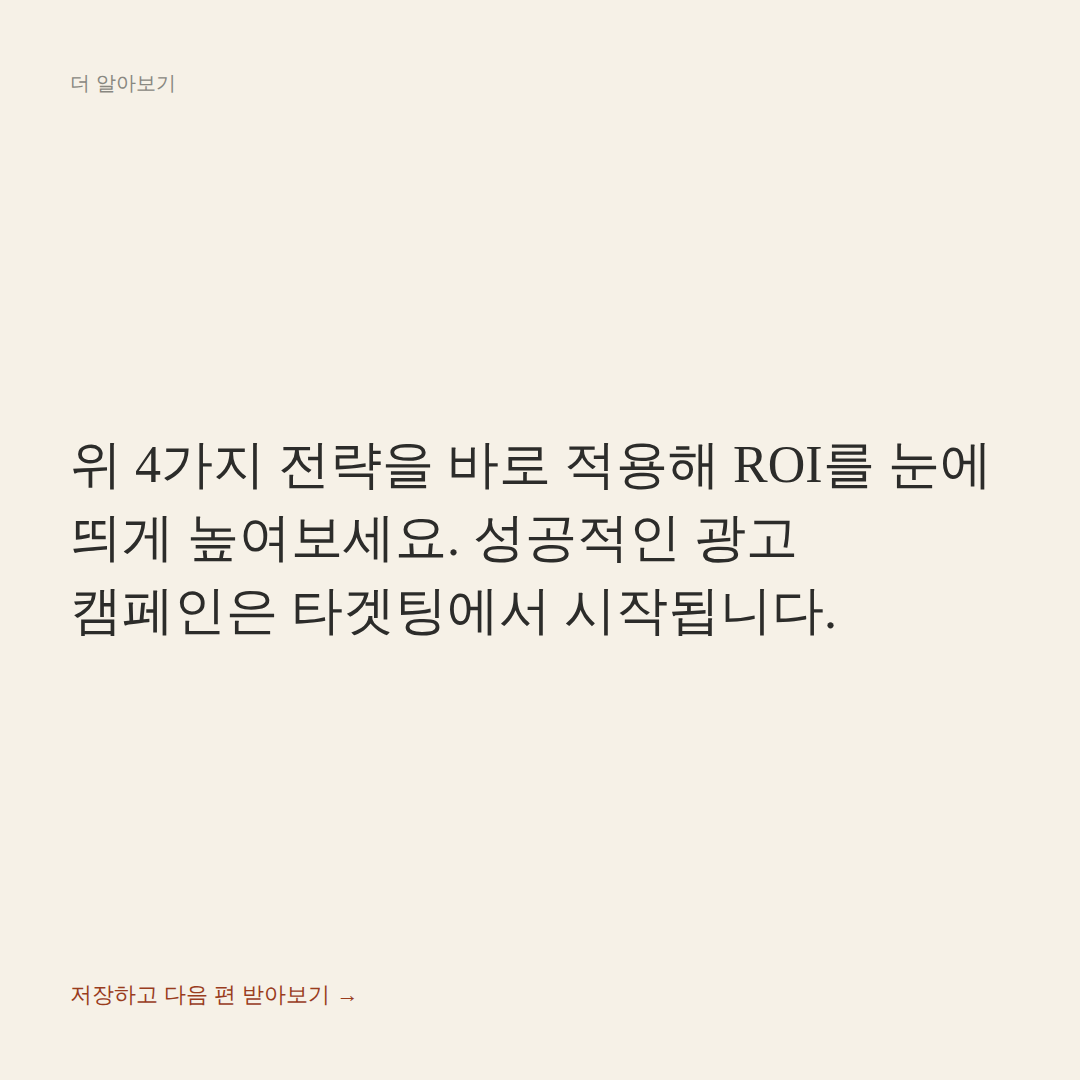 더 알아보기
위 4가지 전략을 바로 적용해 ROI를 눈에
띄게 높여보세요. 성공적인 광고
캠페인은 타겟팅에서 시작됩니다.
저장하고 다음 편 받아보기 →